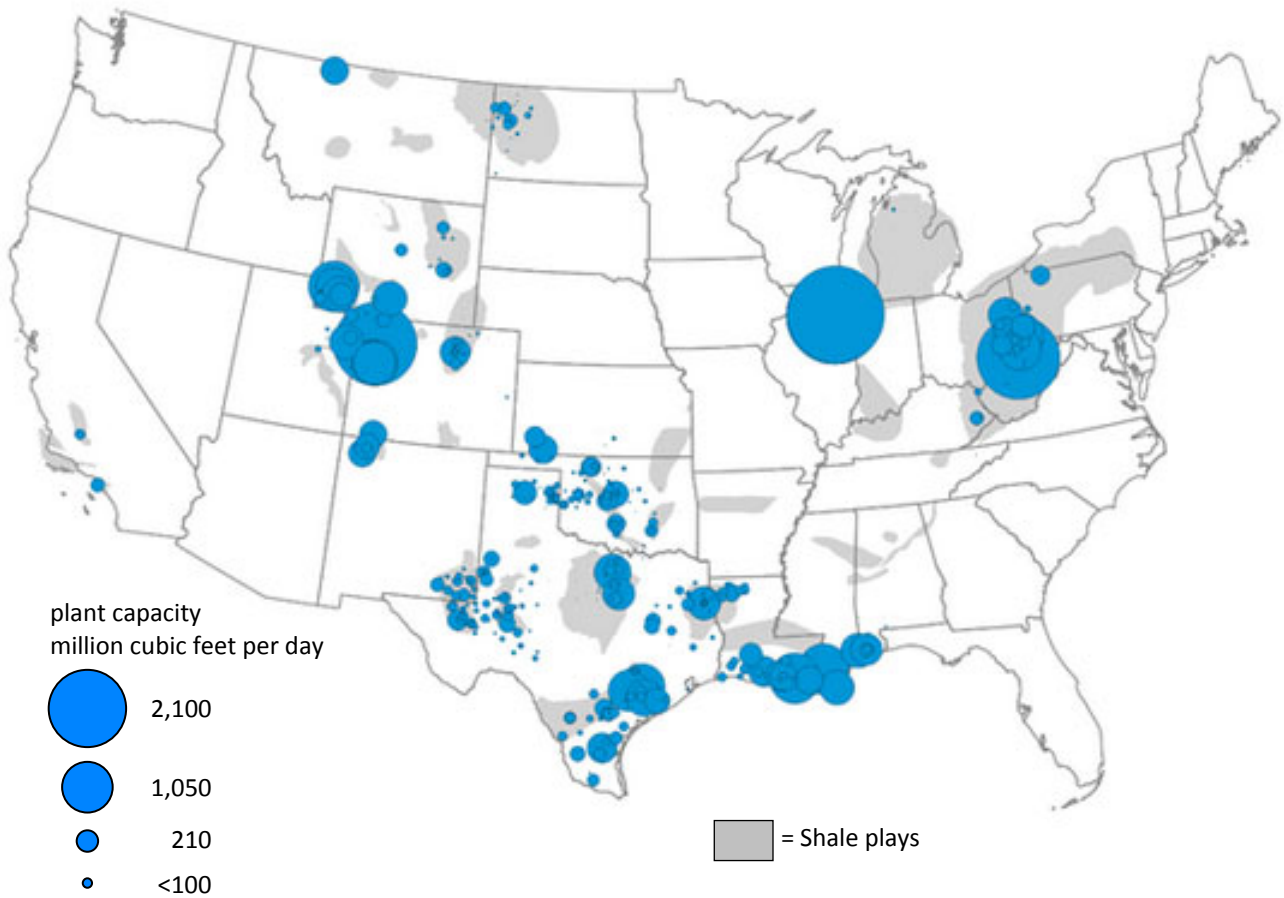 plant capacity
million cubic feet per day
2,100
1,050
210
<100
= Shale plays